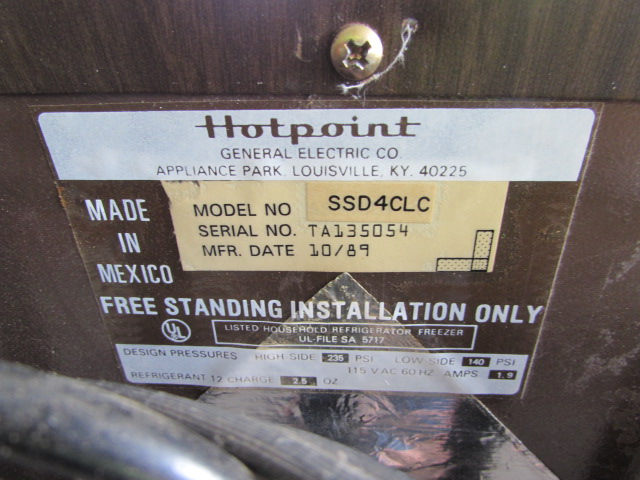 Hotpoint
GENERAL ELECTRIC CO.
APPLIANCE PARK, LOUISVILLE, KY. 40225
MADE IN MEXICO
MODEL NO SSD4CLC
SERIAL NO. TA135054
MFR. DATE 10/89
FREE STANDING INSTALLATION ONLY
UL LISTED HOUSEHOLD REFRIGERATOR FREEZER
UL-FILE SA 5717
DESIGN PRESSURES HIGH SIDE 235 PSI LOW SIDE 140 PSI
115 VAC 60 HZ AMPS 1.9
REFRIGERANT 12 CHARGE 2.5 OZ